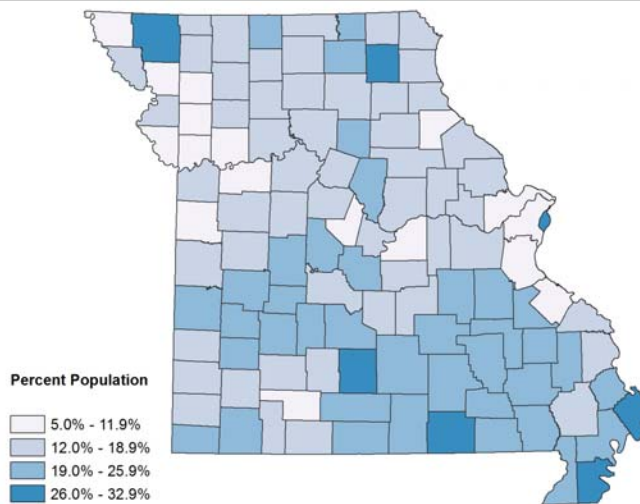 Percent Population
5.0% - 11.9%
12.0% - 18.9%
19.0% - 25.9%
26.0% - 32.9%